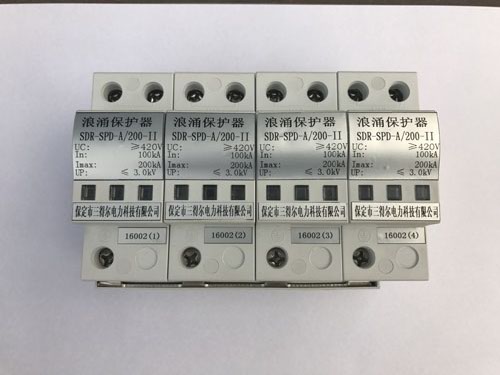 浪涌保护器
SDR-SPD-A/200-II
UC: ≥420V
In: 100kA
Imax: 200kA
UP: ≤ 3.0kV
保定市三得尔电力科技有限公司
16002(1)
浪涌保护器
SDR-SPD-A/200-II
UC: ≥420V
In: 100kA
Imax: 200kA
UP: ≤ 3.0kV
保定市三得尔电力科技有限公司
16002(2)
浪涌保护器
SDR-SPD-A/200-II
UC: ≥420V
In: 100kA
Imax: 200kA
UP: ≤ 3.0kV
保定市三得尔电力科技有限公司
16002(3)
浪涌保护器
SDR-SPD-A/200-II
UC: ≥420V
In: 100kA
Imax: 200kA
UP: ≤ 3.0kV
保定市三得尔电力科技有限公司
16002(4)